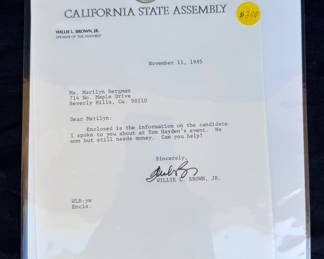 CALIFORNIA STATE ASSEMBLY
$200
WILLIE L. BROWN, JR.
SPEAKER OF THE ASSEMBLY
November 11, 1985
Ms. Marilyn Bergman
714 No. Maple Drive
Beverly Hills, Ca. 90210
Dear Marilyn:
Enclosed is the information on the candidate
I spoke to you about at Tom Hayden's event. He
won but still needs money. Can you help?
Sincerely,
WILLIE L. BROWN, JR.
WLB:yw
Encls.